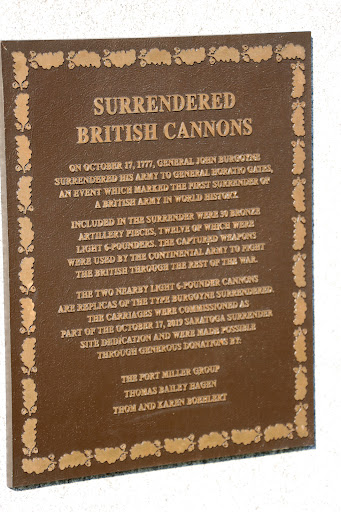 SURRENDERED
BRITISH CANNONS
ON OCTOBER 17, 1777, GENERAL JOHN BURGOYNE
SURRENDERED HIS ARMY TO GENERAL HORATIO GATES,
AN EVENT WHICH MARKED THE FIRST SURRENDER OF
A BRITISH ARMY IN WORLD HISTORY.
INCLUDED IN THE SURRENDER WERE 30 BRONZE
ARTILLERY PIECES, TWELVE OF WHICH WERE
LIGHT 6-POUNDERS. THE CAPTURED WEAPONS
WERE USED BY THE CONTINENTAL ARMY TO FIGHT
THE BRITISH THROUGH THE REST OF THE WAR.
THE TWO NEARBY LIGHT 6-POUNDER CANNONS
ARE REPLICAS OF THE TYPE BURGOYNE SURRENDERED.
THE CARRIAGES WERE COMMISSIONED AS
PART OF THE OCTOBER 17, 2019 SARATOGA SURRENDER
SITE DEDICATION AND WERE MADE POSSIBLE
THROUGH GENEROUS DONATIONS BY:
THE PORT MILLER GROUP
THOMAS BAILEY HAGEN
THOM AND KAREN ROEHLERT